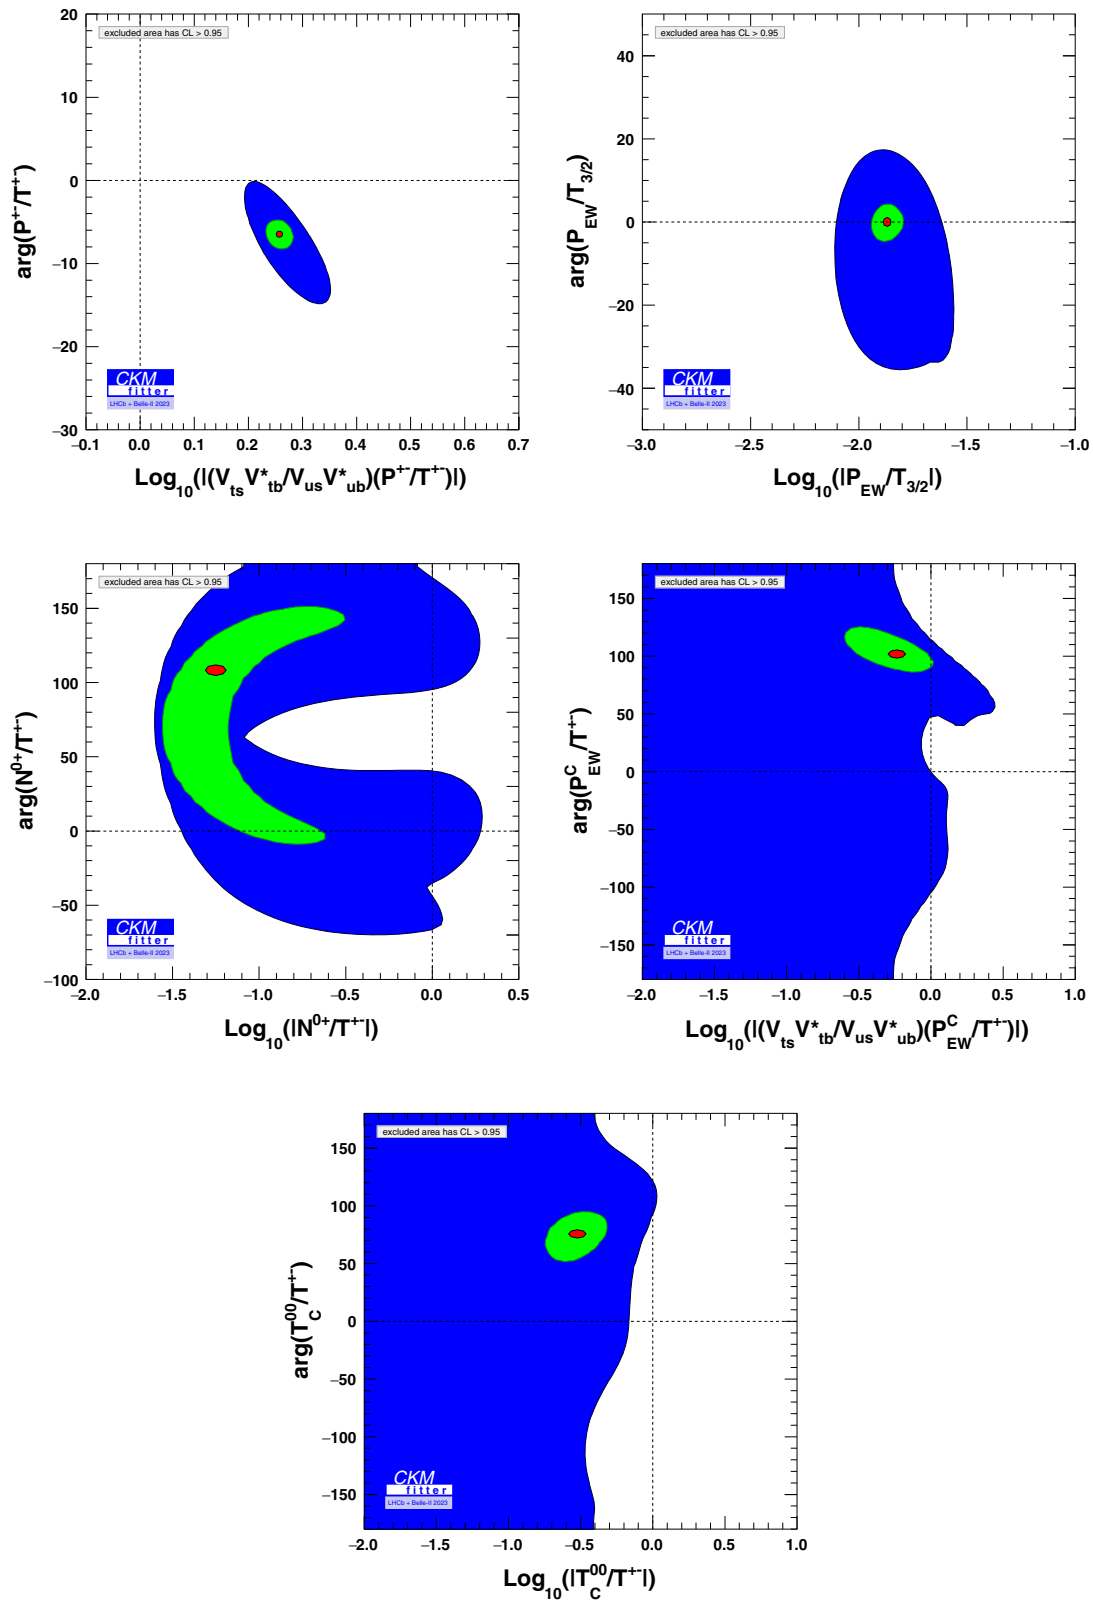 excluded area has CL > 0.95
20
10
0
−10
−20
−30
arg(P+-/T+-)
−0.1 0.0 0.1 0.2 0.3 0.4 0.5 0.6 0.7
Log10(|(VtsV*tb/VusV*ub)(P+-/T+-)|)
CKM
fitter
LHCb + Belle-II 2023
excluded area has CL > 0.95
40
20
0
−20
−40
arg(PEW/T3/2)
−3.0 −2.5 −2.0 −1.5 −1.0
Log10(|PEW/T3/2|)
CKM
fitter
LHCb + Belle-II 2023
excluded area has CL > 0.95
150
100
50
0
−50
−100
arg(N0+/T+-)
−2.0 −1.5 −1.0 −0.5 0.0 0.5
Log10(|N0+/T+-|)
CKM
fitter
LHCb + Belle-II 2023
excluded area has CL > 0.95
150
100
50
0
−50
−100
−150
arg(PCEW/T+-)
−2.0 −1.5 −1.0 −0.5 0.0 0.5 1.0
Log10(|(VtsV*tb/VusV*ub)(PCEW/T+-)|)
CKM
fitter
LHCb + Belle-II 2023
excluded area has CL > 0.95
150
100
50
0
−50
−100
−150
arg(T00C/T+-)
−2.0 −1.5 −1.0 −0.5 0.0 0.5 1.0
Log10(|T00C/T+-|)
CKM
fitter
LHCb + Belle-II 2023